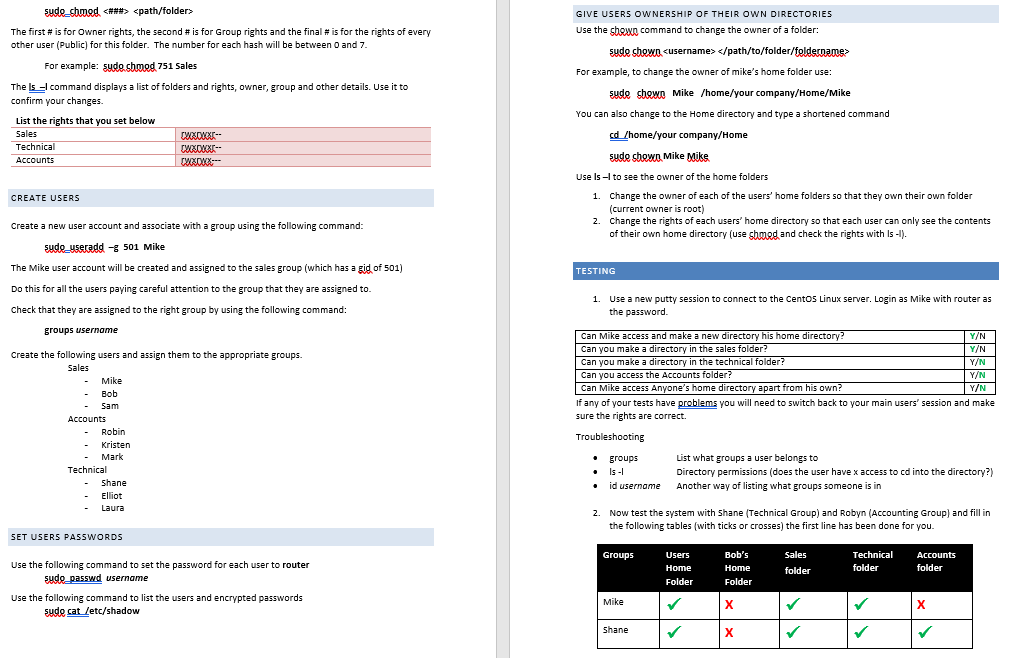 sudo chmod <###> <path/folder>
The first # is for Owner rights, the second # is for Group rights and the final # is for the rights of every
other user (Public) for this folder. The number for each hash will be between 0 and 7.
For example: sudo chmod 751 Sales
The ls –l command displays a list of folders and rights, owner, group and other details. Use it to
confirm your changes.
List the rights that you set below
Sales rwxrwxr--
Technical rwxrwxr--
Accounts rwxrwx---
CREATE USERS
Create a new user account and associate with a group using the following command:
sudo useradd –g 501 Mike
The Mike user account will be created and assigned to the sales group (which has a gid of 501)
Do this for all the users paying careful attention to the Group that they are assigned to.
Check that they are assigned to the right group by using the following command:
groups username
Create the following users and assign them to the appropriate groups.
Sales
- Mike
- Bob
- Sam
Accounts
- Robin
- Kristen
- Mark
Technical
- Shane
- Elliot
- Laura
SET USERS PASSWORDS
Use the following command to set the password for each user to router
sudo passwd username
Use the following command to list the users and encrypted passwords
sudo cat /etc/shadow
GIVE USERS OWNERSHIP OF THEIR OWN DIRECTORIES
Use the chown command to change the owner of a folder:
sudo chown <username> </path/to/folder/foldername>
For example, to change the owner of mike's home folder use:
sudo chown Mike /home/your company/Home/Mike
You can also change to the Home directory and type a shortened command
cd /home/your company/Home
sudo chown Mike Mike
Use ls –l to see the owner of the home folders
1. Change the owner of each of the users' home folders so that they own their own folder
(current owner is root)
2. Change the rights of each users' home directory so that each user can only see the contents
of their own home directory (use chmod and check the rights with ls -l).
TESTING
1. Use a new putty session to connect to the CentOS Linux server. Login as Mike with router as
the password.
Can Mike access and make a new directory his home directory? Y/N
Can you make a directory in the sales folder? Y/N
Can you make a directory in the technical folder? Y/N
Can you access the Accounts folder? Y/N
Can Mike access Anyone's home directory apart from his own? Y/N
If any of your tests have problems you will need to switch back to your main users' session and make
sure the rights are correct.
Troubleshooting
• groups List what groups a user belongs to
• ls -l Directory permissions (does the user have x access to cd into the directory?)
• id username Another way of listing what groups someone is in
2. Now test the system with Shane (Technical Group) and Robyn (Accounting Group) and fill in
the following tables (with ticks or crosses) the first line has been done for you.
Groups Users Home Folder Bob's Home Folder Sales folder Technical folder Accounts folder
Mike ✓ X ✓ ✓ X
Shane ✓ X ✓ ✓ ✓